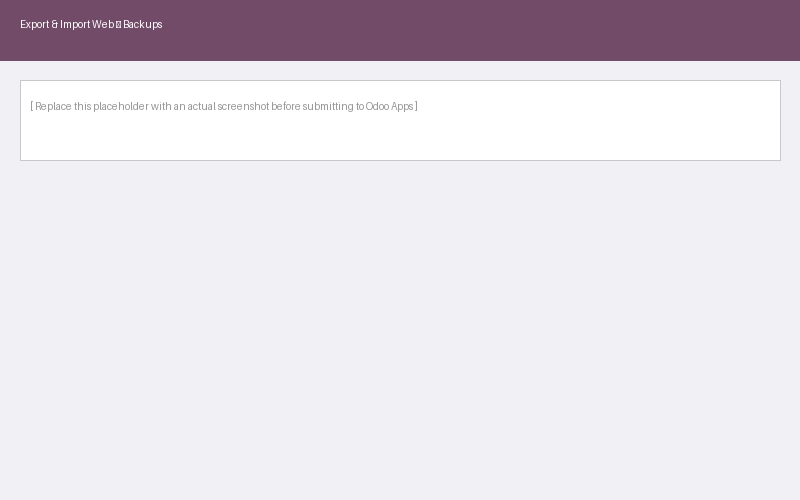 Export & Import Web Backups
[ Replace this placeholder with an actual screenshot before submitting to Odoo Apps ]